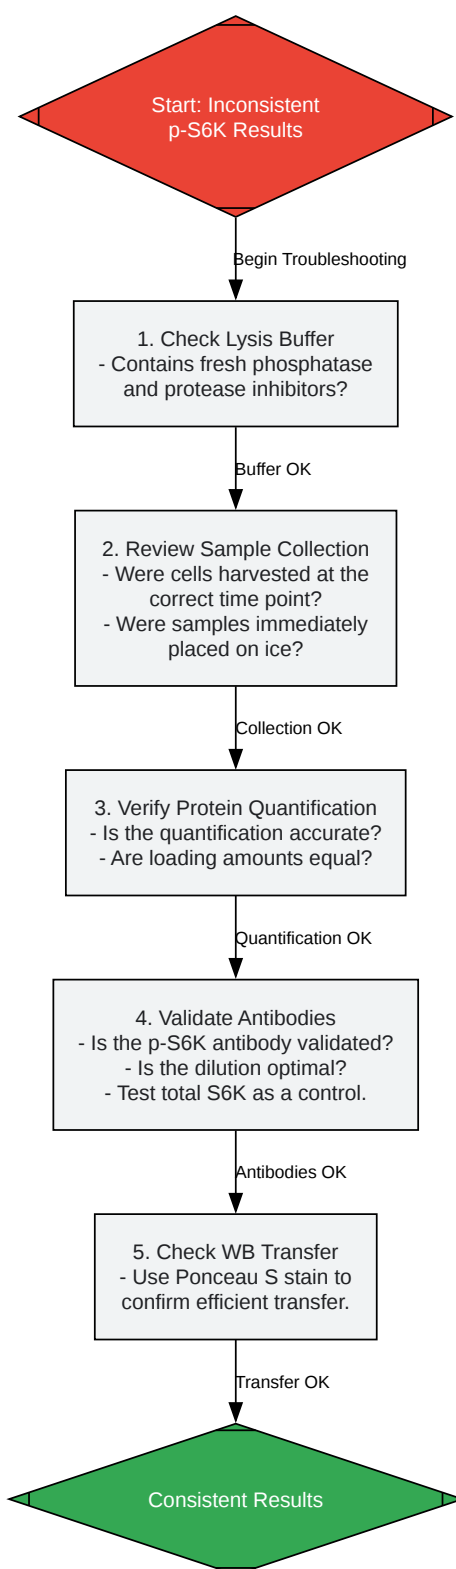 Start: Inconsistent
p-S6K Results
Begin Troubleshooting
1. Check Lysis Buffer
- Contains fresh phosphatase
and protease inhibitors?
Buffer OK
2. Review Sample Collection
- Were cells harvested at the
correct time point?
- Were samples immediately
placed on ice?
Collection OK
3. Verify Protein Quantification
- Is the quantification accurate?
- Are loading amounts equal?
Quantification OK
4. Validate Antibodies
- Is the p-S6K antibody validated?
- Is the dilution optimal?
- Test total S6K as a control.
Antibodies OK
5. Check WB Transfer
- Use Ponceau S stain to
confirm efficient transfer.
Transfer OK
Consistent Results